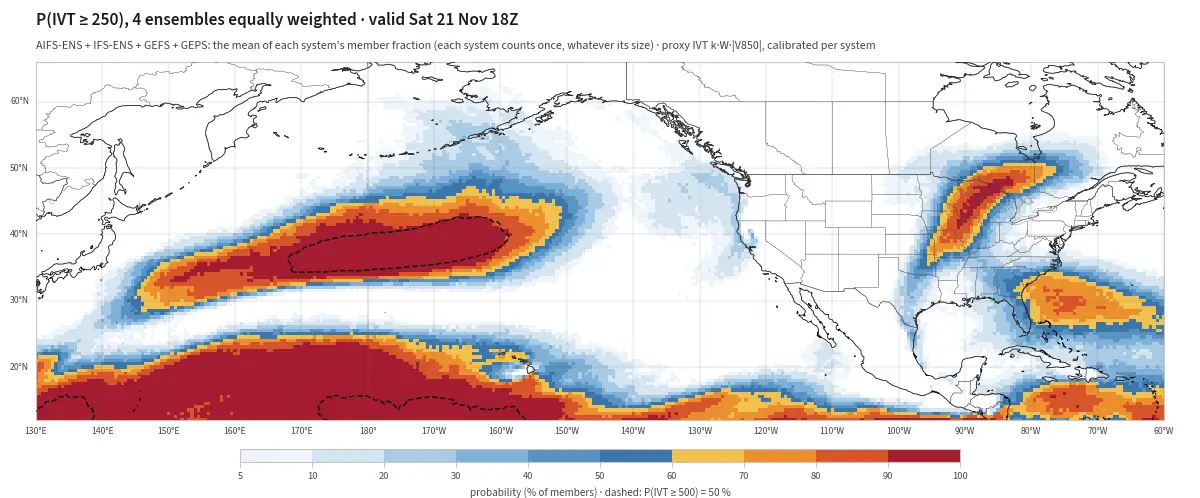 P(IVT ≥ 250), 4 ensembles equally weighted · valid Sat 21 Nov 18Z
AIFS-ENS + IFS-ENS + GEFS + GEPS: the mean of each system's member fraction (each system counts once, whatever its size) · proxy IVT k·W·|V850|, calibrated per system
60°N
50°N
40°N
30°N
20°N
130°E 140°E 150°E 160°E 170°E 180° 170°W 160°W 150°W 140°W 130°W 120°W 110°W 100°W 90°W 80°W 70°W 60°W
5 10 20 30 40 50 60 70 80 90 100
probability (% of members) · dashed: P(IVT ≥ 500) = 50 %